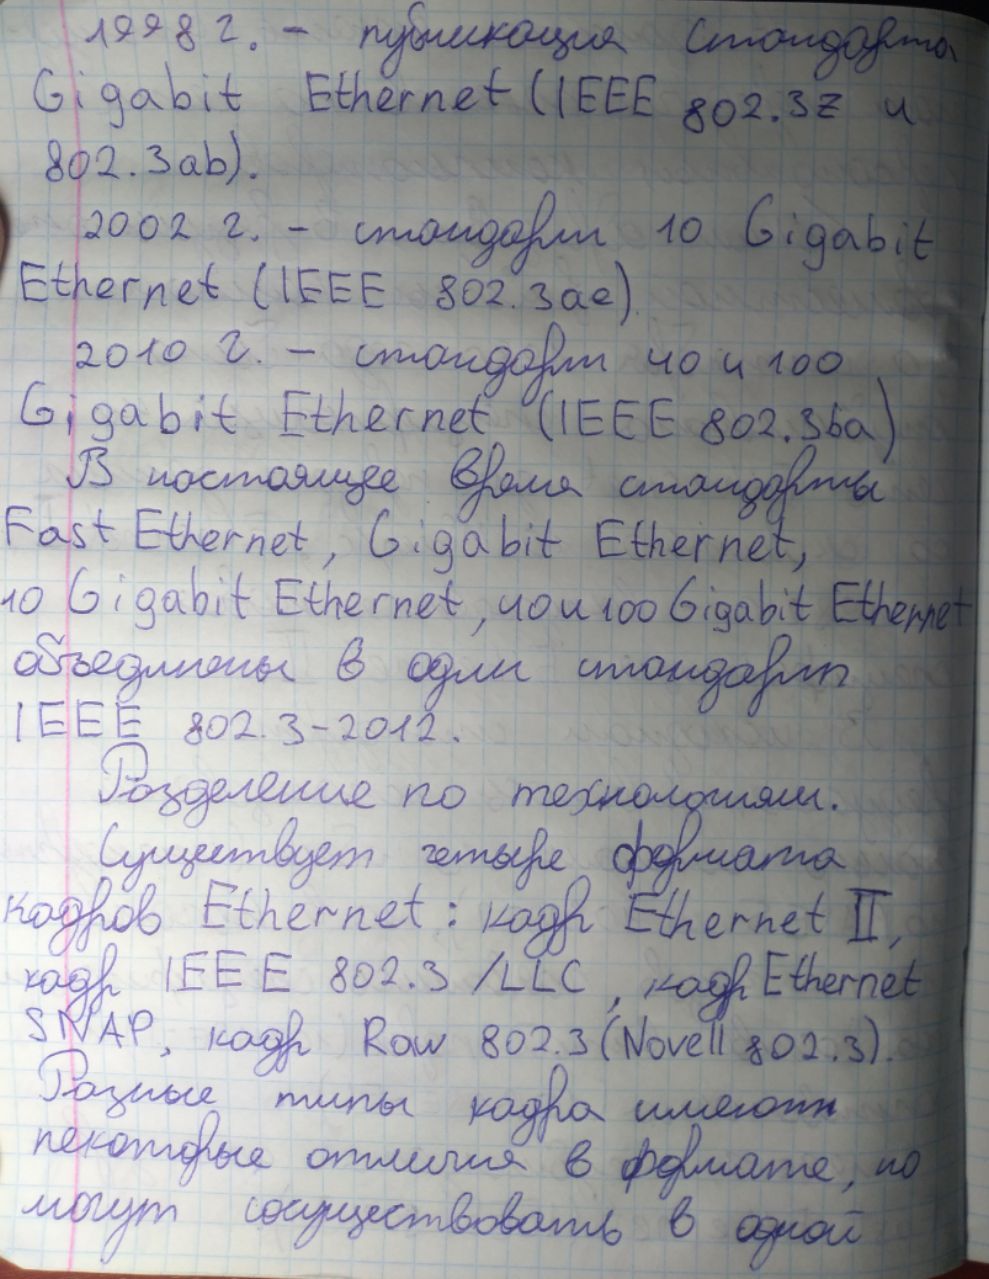 1998 г. – публикация стандарта
Gigabit Ethernet (IEEE 802.3z и
802.3ab).
2002 г. – стандарт 10 Gigabit
Ethernet (IEEE 802.3ae)
2010 г. – стандарт 40 и 100
Gigabit Ethernet (IEEE 802.3ba)
В настоящее время стандарты
Fast Ethernet, Gigabit Ethernet,
10 Gigabit Ethernet, 40 и 100 Gigabit Ethernet
объединены в один стандарт
IEEE 802.3-2012.
Разделение по технологиям.
Существует четыре формата
кадров Ethernet: кадр Ethernet II,
кадр IEEE 802.3/LLC, кадр Ethernet
SNAP, кадр Raw 802.3 (Novell 802.3).
Разные типы кадра имеют
некоторые отличия в формате, но
могут сосуществовать в одной